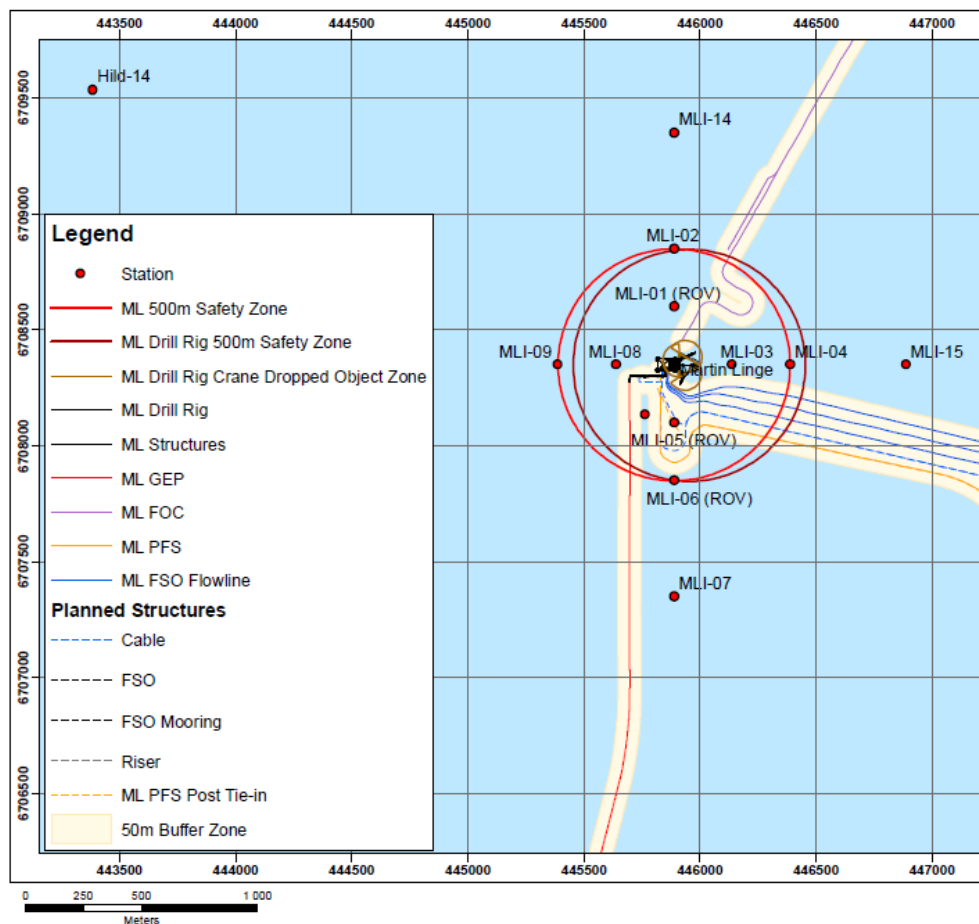 443500 444000 444500 445000 445500 446000 446500 447000
Hild-14
6709500
MLI-14
6709000
Legend
Station
ML 500m Safety Zone
ML Drill Rig 500m Safety Zone
ML Drill Rig Crane Dropped Object Zone
ML Drill Rig
ML Structures
ML GEP
ML FOC
ML PFS
ML FSO Flowline
Planned Structures
Cable
FSO
FSO Mooring
Riser
ML PFS Post Tie-in
50m Buffer Zone
MLI-02
MLI-01 (ROV)
6708500
MLI-09 MLI-08 MLI-03 MLI-04 MLI-15
Martin Linge
6708000
MLI-05 (ROV)
MLI-06 (ROV)
6707500
MLI-07
6707000
6706500
443500 444000 444500 445000 445500 446000 446500 447000
0 250 500 1 000
Meters